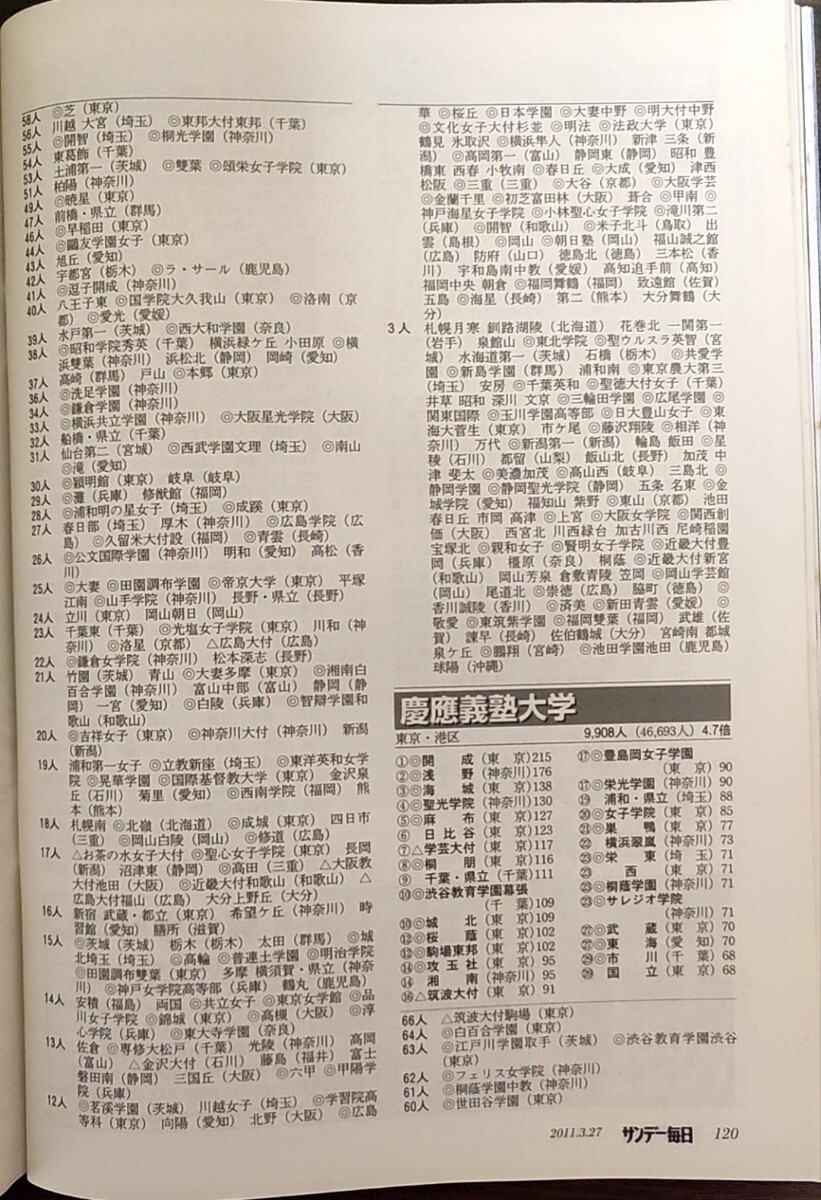 58人 ◎芝（東京）
56人 川越 大宮（埼玉） ◎東邦大付東邦（千葉）
55人 ◎開智（埼玉） ◎桐光学園（神奈川）
54人 東葛飾（千葉）
53人 土浦第一（茨城） ◎雙葉 ◎頌栄女子学院（東京）
51人 柏陽（神奈川）
49人 ◎暁星（東京）
47人 前橋・県立（群馬）
46人 ◎早稲田（東京）
44人 ◎鷗友学園女子（東京）
43人 旭丘（愛知）
42人 宇都宮（栃木） ◎ラ・サール（鹿児島）
41人 ◎逗子開成（神奈川）
40人 八王子東 ◎国学院大久我山（東京） ◎洛南（京
都） ◎愛光（愛媛）
39人 水戸第一（茨城） ◎西大和学園（奈良）
38人 ◎昭和学院秀英（千葉） 横浜緑ケ丘 小田原 ◎横
浜雙葉（神奈川） 浜松北（静岡） 岡崎（愛知）
37人 高崎（群馬） 戸山 ◎本郷（東京）
36人 ◎洗足学園（神奈川）
34人 ◎鎌倉学園（神奈川）
33人 ◎横浜共立学園（神奈川） ◎大阪星光学院（大阪）
32人 船橋・県立（千葉）
31人 仙台第二（宮城） ◎西武学園文理（埼玉） ◎南山
◎滝（愛知）
30人 ◎穎明館（東京） 岐阜（岐阜）
29人 ◎灘（兵庫） 修猷館（福岡）
28人 ◎浦和明の星女子（埼玉） ◎成蹊（東京）
27人 春日部（埼玉） 厚木（神奈川） ◎広島学院（広
島） ◎久留米大付設（福岡） ◎青雲（長崎）
26人 ◎公文国際学園（神奈川） 明和（愛知） 高松（香
川）
25人 ◎大妻 ◎田園調布学園 ◎帝京大学（東京） 平塚
江南 ◎山手学院（神奈川） 長野・県立（長野）
24人 立川（東京） 岡山朝日（岡山）
23人 千葉東（千葉） ◎光塩女子学院（東京） 川和（神
奈川） ◎洛星（京都） △広島大付（広島）
22人 ◎鎌倉女学院（神奈川） 松本深志（長野）
21人 竹園（茨城） 青山 ◎大妻多摩（東京） ◎湘南白
百合学園（神奈川） 富山中部（富山） 静岡（静
岡） 一宮（愛知） ◎白陵（兵庫） ◎智辯学園和
歌山（和歌山）
20人 ◎吉祥女子（東京） ◎神奈川大付（神奈川） 新潟
（新潟）
19人 浦和第一女子 ◎立教新座（埼玉） ◎東洋英和女学
院 ◎晃華学園 ◎国際基督教大学（東京） 金沢泉
丘（石川） 菊里（愛知） ◎西南学院（福岡） 熊
本（熊本）
18人 札幌南 ◎北嶺（北海道） ◎成城（東京） 四日市
（三重） ◎岡山白陵（岡山） ◎修道（広島）
17人 △お茶の水女子大付 ◎聖心女子学院（東京） 長岡
（新潟） 沼津東（静岡） ◎高田（三重） △大阪教
大付池田（大阪） ◎近畿大付和歌山（和歌山） △
広島大付福山（広島） 大分上野丘（大分）
16人 新宿 武蔵・都立（東京） 希望ケ丘（神奈川） 時
習館（愛知） 膳所（滋賀）
15人 ◎茨城（茨城） 栃木（栃木） 太田（群馬） ◎城
北埼玉（埼玉） ◎高輪 ◎普連土学園 ◎明治学院
◎田園調布雙葉（東京） 多摩 横須賀・県立（神奈
川） ◎神戸女学院高等部（兵庫） 鶴丸（鹿児島）
14人 安積（福島） 両国 ◎共立女子 ◎東京女学館 ◎品
川女子学院 ◎錦城（東京） ◎高槻（大阪） ◎淳
心学院（兵庫） ◎東大寺学園（奈良）
13人 佐倉 ◎専修大松戸（千葉） 光陵（神奈川） 高岡
（富山） △金沢大付（石川） 藤島（福井） 富士
磐田南（静岡） 三国丘（大阪） ◎六甲 ◎甲陽学
院（兵庫）
12人 ◎茗溪学園（茨城） 川越女子（埼玉） ◎学習院高
等科（東京） 向陽（愛知） 北野（大阪） ◎広島
華 ◎桜丘 ◎日本学園 ◎大妻中野 ◎明大付中野
◎文化女子大付杉並 ◎明法 ◎法政大学（東京）
鶴見 氷取沢 ◎横浜隼人（神奈川） 新津 三条（新
潟） ◎高岡第一（富山） 静岡東（静岡） 昭和 豊
橋東 西春 小牧南 ◎春日丘 ◎大成（愛知） 津西
松阪 ◎三重（三重） ◎大谷（京都） ◎大阪学芸
◎金蘭千里 ◎初芝富田林（大阪） 葺合 ◎甲南 ◎
神戸海星女子学院 ◎小林聖心女子学院 ◎滝川第二
（兵庫） ◎開智（和歌山） ◎米子北斗（鳥取） 出
雲（島根） ◎岡山 ◎朝日塾（岡山） 福山誠之館
（広島） 防府（山口） 徳島北（徳島） 三本松（香
川） 宇和島南中教（愛媛） 高知追手前（高知）
福岡中央 朝倉 ◎福岡舞鶴（福岡） 致遠館（佐賀）
五島 ◎海星（長崎） 第二（熊本） 大分舞鶴（大
分）
3人 札幌月寒 釧路湖陵（北海道） 花巻北 一関第一
（岩手） 泉館山 ◎東北学院 ◎聖ウルスラ英智（宮
城） 水海道第一（茨城） 石橋（栃木） ◎共愛学
園 ◎新島学園（群馬） 浦和南 ◎東京農大第三
（埼玉） 安房 ◎千葉英和 ◎聖徳大付女子（千葉）
井草 昭和 深川 文京 ◎三輪田学園 ◎広尾学園 ◎
関東国際 ◎玉川学園高等部 ◎日大豊山女子 ◎東
海大菅生（東京） 市ケ尾 ◎藤沢翔陵 ◎相洋（神
奈川） 万代 ◎新潟第一（新潟） 輪島 飯田 ◎星
稜（石川） 都留（山梨） 飯山北（長野） 加茂 中
津 斐太 ◎美濃加茂 ◎高山西（岐阜） 三島北 ◎
静岡学園 ◎静岡聖光学院（静岡） 五条 名東 ◎金
城学院（愛知） 福知山 紫野 ◎東山（京都） 池田
春日丘 市岡 高津 ◎上宮 ◎大阪女学院 ◎関西創
価（大阪） 西宮北 川西緑台 加古川西 尼崎稲園
宝塚北 ◎親和女子 ◎賢明女子学院 ◎近畿大付豊
岡（兵庫） 橿原（奈良） 桐蔭 ◎近畿大付新宮
（和歌山） 岡山芳泉 倉敷青陵 笠岡 ◎岡山学芸館
（岡山） 尾道北 ◎崇徳（広島） 脇町（徳島） ◎
香川誠陵（香川） ◎済美 ◎新田青雲（愛媛） ◎
敬愛 ◎東筑紫学園 ◎福岡雙葉（福岡） 武雄（佐
賀） 諫早（長崎） 佐伯鶴城（大分） 宮崎南 都城
泉ケ丘 ◎鵬翔（宮崎） ◎池田学園池田（鹿児島）
球陽（沖縄）
慶應義塾大学
東京・港区 9,908人（46,693人）4.7倍
①◎開成（東京）215
②◎浅野（神奈川）176
③◎海城（東京）138
④◎聖光学院（神奈川）130
⑤◎麻布（東京）127
⑥ 日比谷（東京）123
⑦△学芸大付（東京）117
⑧◎桐朋（東京）116
⑨ 千葉・県立（千葉）111
⑩◎渋谷教育学園幕張
（千葉）109
⑩◎城北（東京）109
⑫◎桜蔭（東京）102
⑫◎駒場東邦（東京）102
⑭◎攻玉社（東京）95
⑭ 湘南（神奈川）95
⑯△筑波大付（東京）91
⑰◎豊島岡女子学園
（東京）90
⑰◎栄光学園（神奈川）90
⑲ 浦和・県立（埼玉）88
⑳◎女子学院（東京）85
㉑◎巣鴨（東京）77
㉒ 横浜翠嵐（神奈川）73
㉓◎栄東（埼玉）71
㉓ 西（東京）71
㉓◎桐蔭学園（神奈川）71
㉓◎サレジオ学院
（神奈川）71
㉗◎武蔵（東京）70
㉗◎東海（愛知）70
㉙◎市川（千葉）68
㉙ 国立（東京）68
66人 △筑波大付駒場（東京）
64人 ◎白百合学園（東京）
63人 ◎江戸川学園取手（茨城） ◎渋谷教育学園渋谷
（東京）
62人 ◎フェリス女学院（神奈川）
61人 ◎桐蔭学園中教（神奈川）
60人 ◎世田谷学園（東京）
2011.3.27 サンデー毎日 120